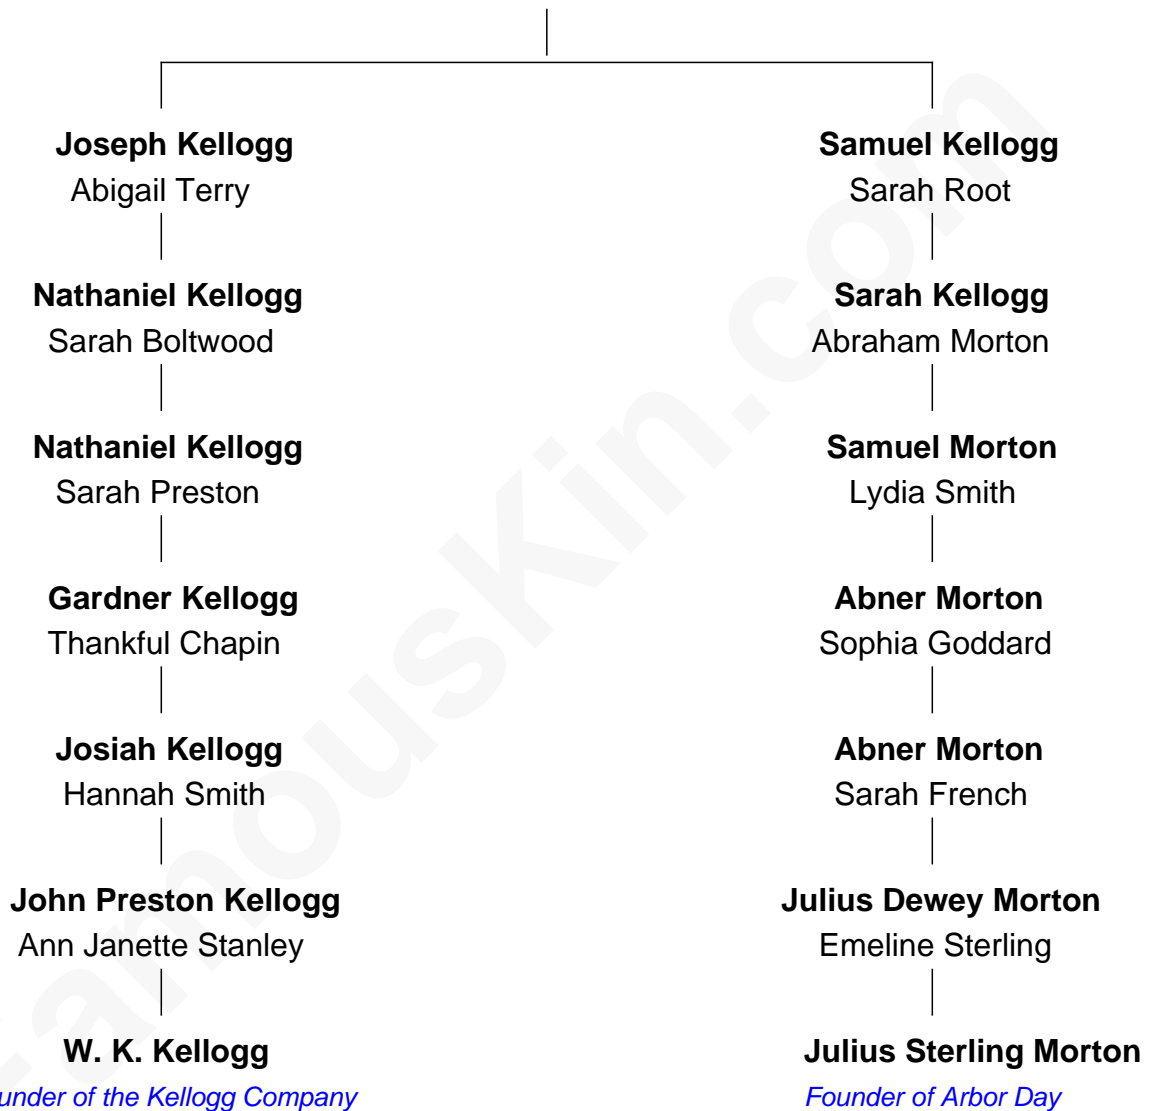 Joseph Kellogg
Abigail Terry
Samuel Kellogg
Sarah Root
Nathaniel Kellogg
Sarah Boltwood
Sarah Kellogg
Abraham Morton
Nathaniel Kellogg
Sarah Preston
Samuel Morton
Lydia Smith
Gardner Kellogg
Thankful Chapin
Abner Morton
Sophia Goddard
Josiah Kellogg
Hannah Smith
Abner Morton
Sarah French
John Preston Kellogg
Ann Janette Stanley
Julius Dewey Morton
Emeline Sterling
W. K. Kellogg
under of the Kellogg Company
Julius Sterling Morton
Founder of Arbor Day
FamousKin.com